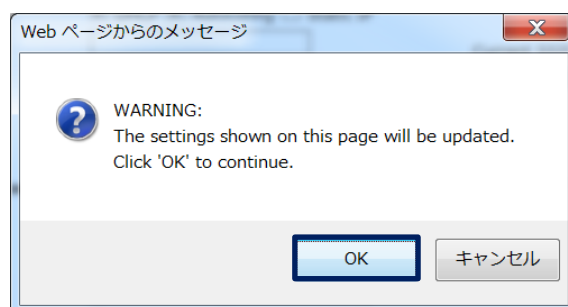 Web ページからのメッセージ
WARNING:
The settings shown on this page will be updated.
Click 'OK' to continue.
OK
キャンセル